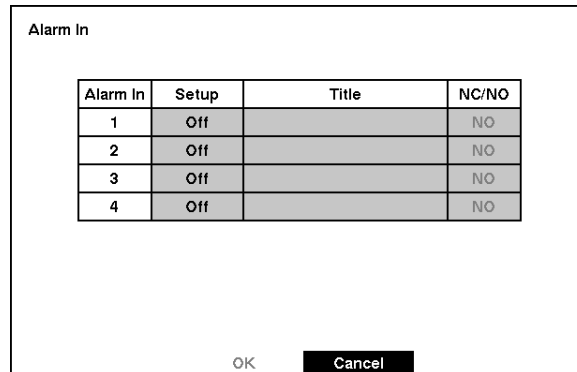 Alarm In
Alarm In Setup Title NC/NO
1 Off NO
2 Off NO
3 Off NO
4 Off NO
OK Cancel